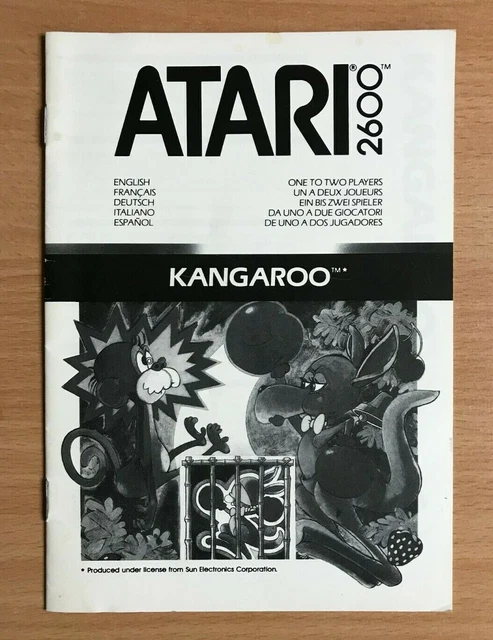 ATARI® 2600™
ENGLISH
FRANÇAIS
DEUTSCH
ITALIANO
ESPAÑOL
ONE TO TWO PLAYERS
UN A DEUX JOUEURS
EIN BIS ZWEI SPIELER
DA UNO A DUE GIOCATORI
DE UNO A DOS JUGADORES
KANGAROO™*
* Produced under license from Sun Electronics Corporation.